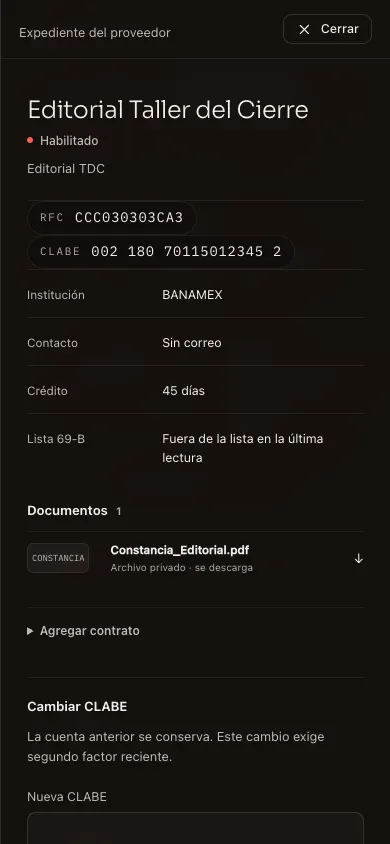 Expediente del proveedor
Cerrar
Editorial Taller del Cierre
Habilitado
Editorial TDC
RFC CCC030303CA3
CLABE 002 180 70115012345 2
Institución BANAMEX
Contacto Sin correo
Crédito 45 días
Lista 69-B Fuera de la lista en la última
lectura
Documentos 1
CONSTANCIA Constancia_Editorial.pdf
Archivo privado · se descarga
Agregar contrato
Cambiar CLABE
La cuenta anterior se conserva. Este cambio exige
segundo factor reciente.
Nueva CLABE